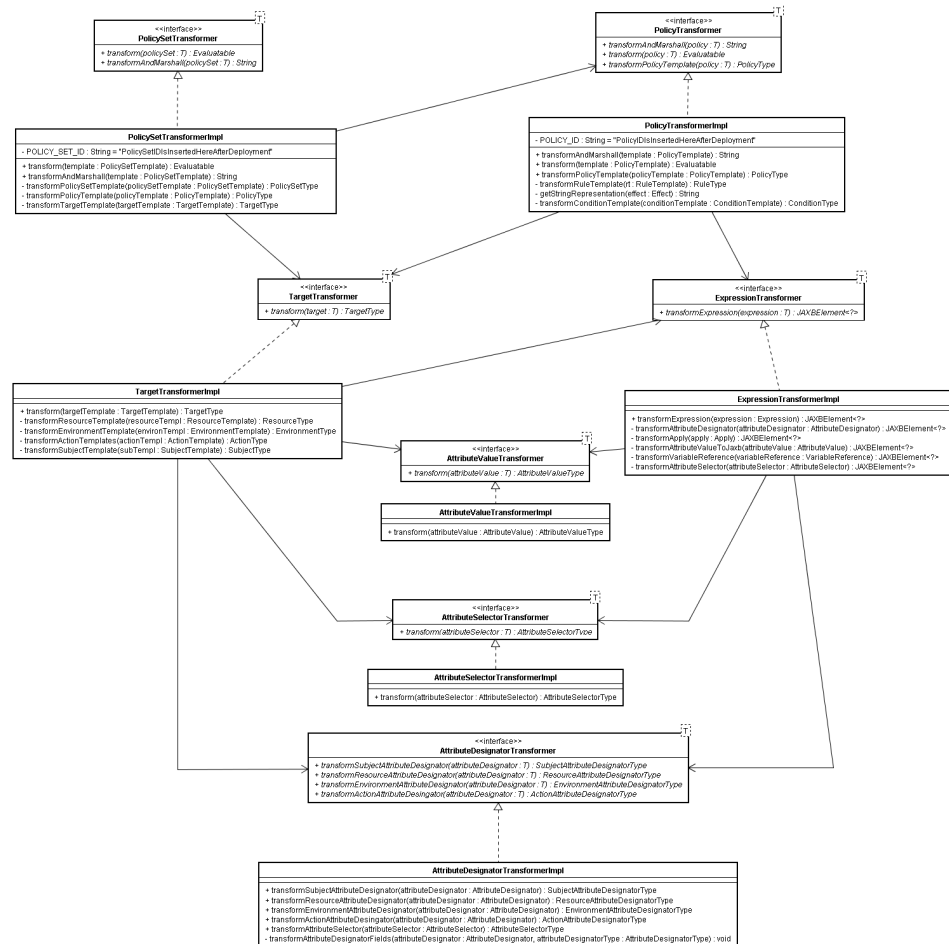 T
<<interface>>
PolicySetTransformer
+ transform(policySet : T) : Evaluatable
+ transformAndMarshall(policySet : T) : String
T
<<interface>>
PolicyTransformer
+ transformAndMarshall(policy : T) : String
+ transform(policy : T) : Evaluatable
+ transformPolicyTemplate(policy : T) : PolicyType
PolicySetTransformerImpl
- POLICY_SET_ID : String = "PolicySetIDIsInsertedHereAfterDeployment"
+ transform(template : PolicySetTemplate) : Evaluatable
+ transformAndMarshall(template : PolicySetTemplate) : String
- transformPolicySetTemplate(policySetTemplate : PolicySetTemplate) : PolicySetType
- transformPolicyTemplate(policyTemplate : PolicyTemplate) : PolicyType
- transformTargetTemplate(targetTemplate : TargetTemplate) : TargetType
PolicyTransformerImpl
- POLICY_ID : String = "PolicyIDIsInsertedHereAfterDeployment"
+ transformAndMarshall(template : PolicyTemplate) : String
+ transform(template : PolicyTemplate) : Evaluatable
+ transformPolicyTemplate(policyTemplate : PolicyTemplate) : PolicyType
- transformRuleTemplate(rt : RuleTemplate) : RuleType
- getStringRepresentation(effect : Effect) : String
- transformConditionTemplate(conditionTemplate : ConditionTemplate) : ConditionType
T
<<interface>>
TargetTransformer
+ transform(target : T) : TargetType
T
<<interface>>
ExpressionTransformer
+ transformExpression(expression : T) : JAXBElement<?>
TargetTransformerImpl
+ transform(targetTemplate : TargetTemplate) : TargetType
- transformResourceTemplate(resourceTempl : ResourceTemplate) : ResourceType
- transformEnvironmentTemplate(environTempl : EnvironmentTemplate) : EnvironmentType
- transformActionTemplates(actionTempl : ActionTemplate) : ActionType
- transformSubjectTemplate(subTempl : SubjectTemplate) : SubjectType
ExpressionTransformerImpl
+ transformExpression(expression : Expression) : JAXBElement<?>
- transformAttributeDesignator(attributeDesignator : AttributeDesignator) : JAXBElement<?>
- transformApply(apply : Apply) : JAXBElement<?>
- transformAttributeValueToJaxb(attributeValue : AttributeValue) : JAXBElement<?>
- transformVariableReference(variableReference : VariableReference) : JAXBElement<?>
- transformAttributeSelector(attributeSelector : AttributeSelector) : JAXBElement<?>
T
<<interface>>
AttributeValueTransformer
+ transform(attributeValue : T) : AttributeValueType
AttributeValueTransformerImpl
+ transform(attributeValue : AttributeValue) : AttributeValueType
T
<<interface>>
AttributeSelectorTransformer
+ transform(attributeSelector : T) : AttributeSelectorType
AttributeSelectorTransformerImpl
+ transform(attributeSelector : AttributeSelector) : AttributeSelectorType
T
<<interface>>
AttributeDesignatorTransformer
+ transformSubjectAttributeDesignator(attributeDesignator : T) : SubjectAttributeDesignatorType
+ transformResourceAttributeDesignator(attributeDesignator : T) : ResourceAttributeDesignatorType
+ transformEnvironmentAttributeDesignator(attributeDesignator : T) : EnvironmentAttributeDesignatorType
+ transformActionAttributeDesingator(attributeDesignator : T) : ActionAttributeDesignatorType
AttributeDesignatorTransformerImpl
+ transformSubjectAttributeDesignator(attributeDesignator : AttributeDesignator) : SubjectAttributeDesignatorType
+ transformResourceAttributeDesignator(attributeDesignator : AttributeDesignator) : ResourceAttributeDesignatorType
+ transformEnvironmentAttributeDesignator(attributeDesignator : AttributeDesignator) : EnvironmentAttributeDesignatorType
+ transformActionAttributeDesingator(attributeDesignator : AttributeDesignator) : ActionAttributeDesignatorType
+ transformAttributeSelector(attributeSelector : AttributeSelector) : AttributeSelectorType
- transformAttributeDesignatorFields(attributeDesignator : AttributeDesignator, attributeDesignatorType : AttributeDesignatorType) : void